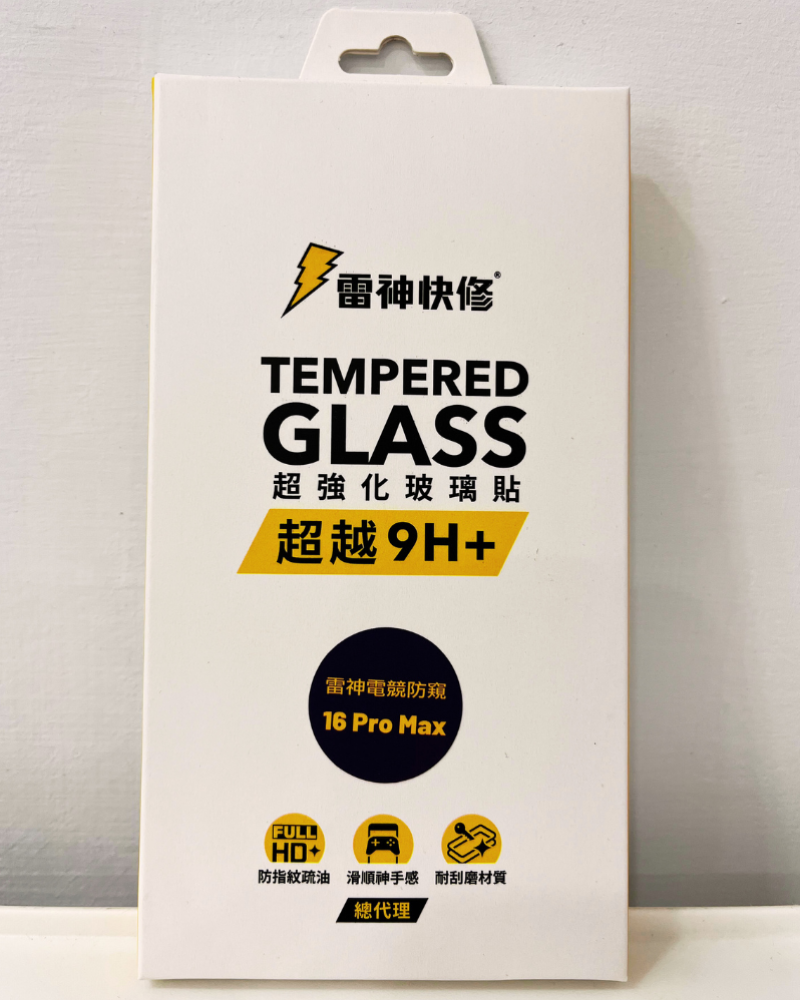 雷神快修®
TEMPERED
GLASS
超強化玻璃貼
超越9H+
雷神電競防窺
16 Pro Max
FULL
HD+
防指紋疏油 滑順神手感 耐刮磨材質
總代理